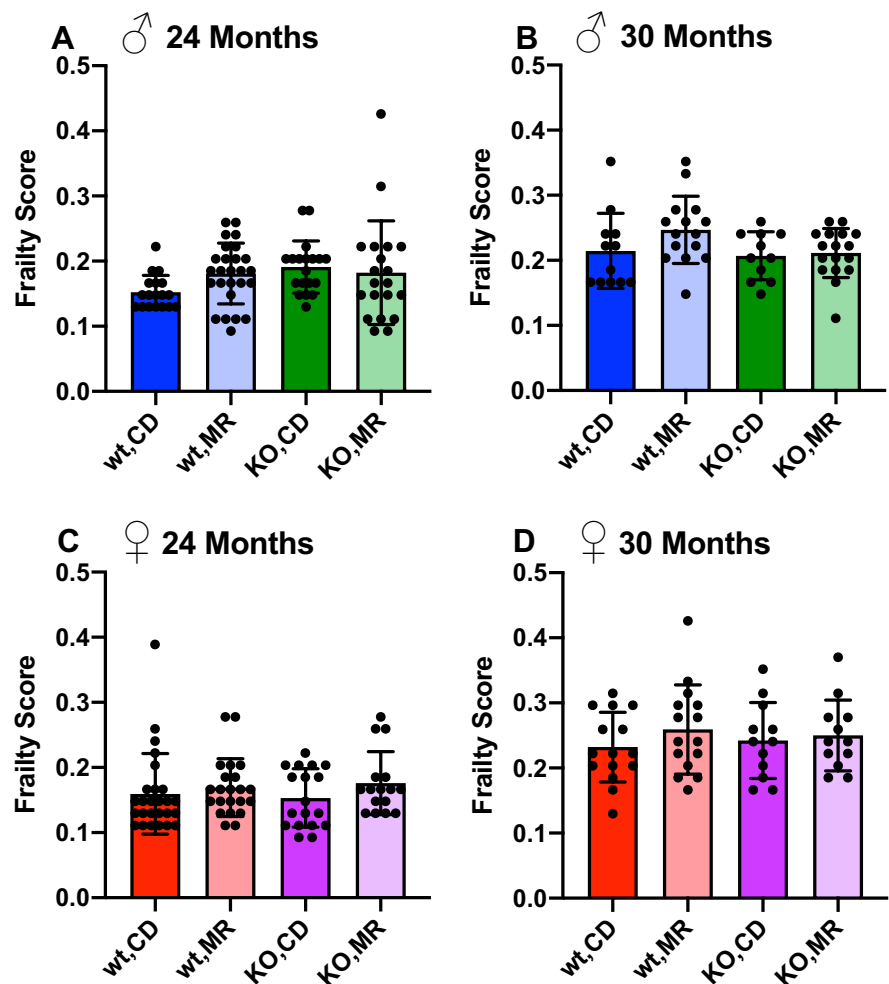 A ♂ 24 Months
Frailty Score
0.5
0.4
0.3
0.2
0.1
0.0
wt,CD
wt,MR
KO,CD
KO,MR
B ♂ 30 Months
Frailty Score
0.5
0.4
0.3
0.2
0.1
0.0
wt,CD
wt,MR
KO,CD
KO,MR
C ♀ 24 Months
Frailty Score
0.5
0.4
0.3
0.2
0.1
0.0
wt,CD
wt,MR
KO,CD
KO,MR
D ♀ 30 Months
Frailty Score
0.5
0.4
0.3
0.2
0.1
0.0
wt,CD
wt,MR
KO,CD
KO,MR